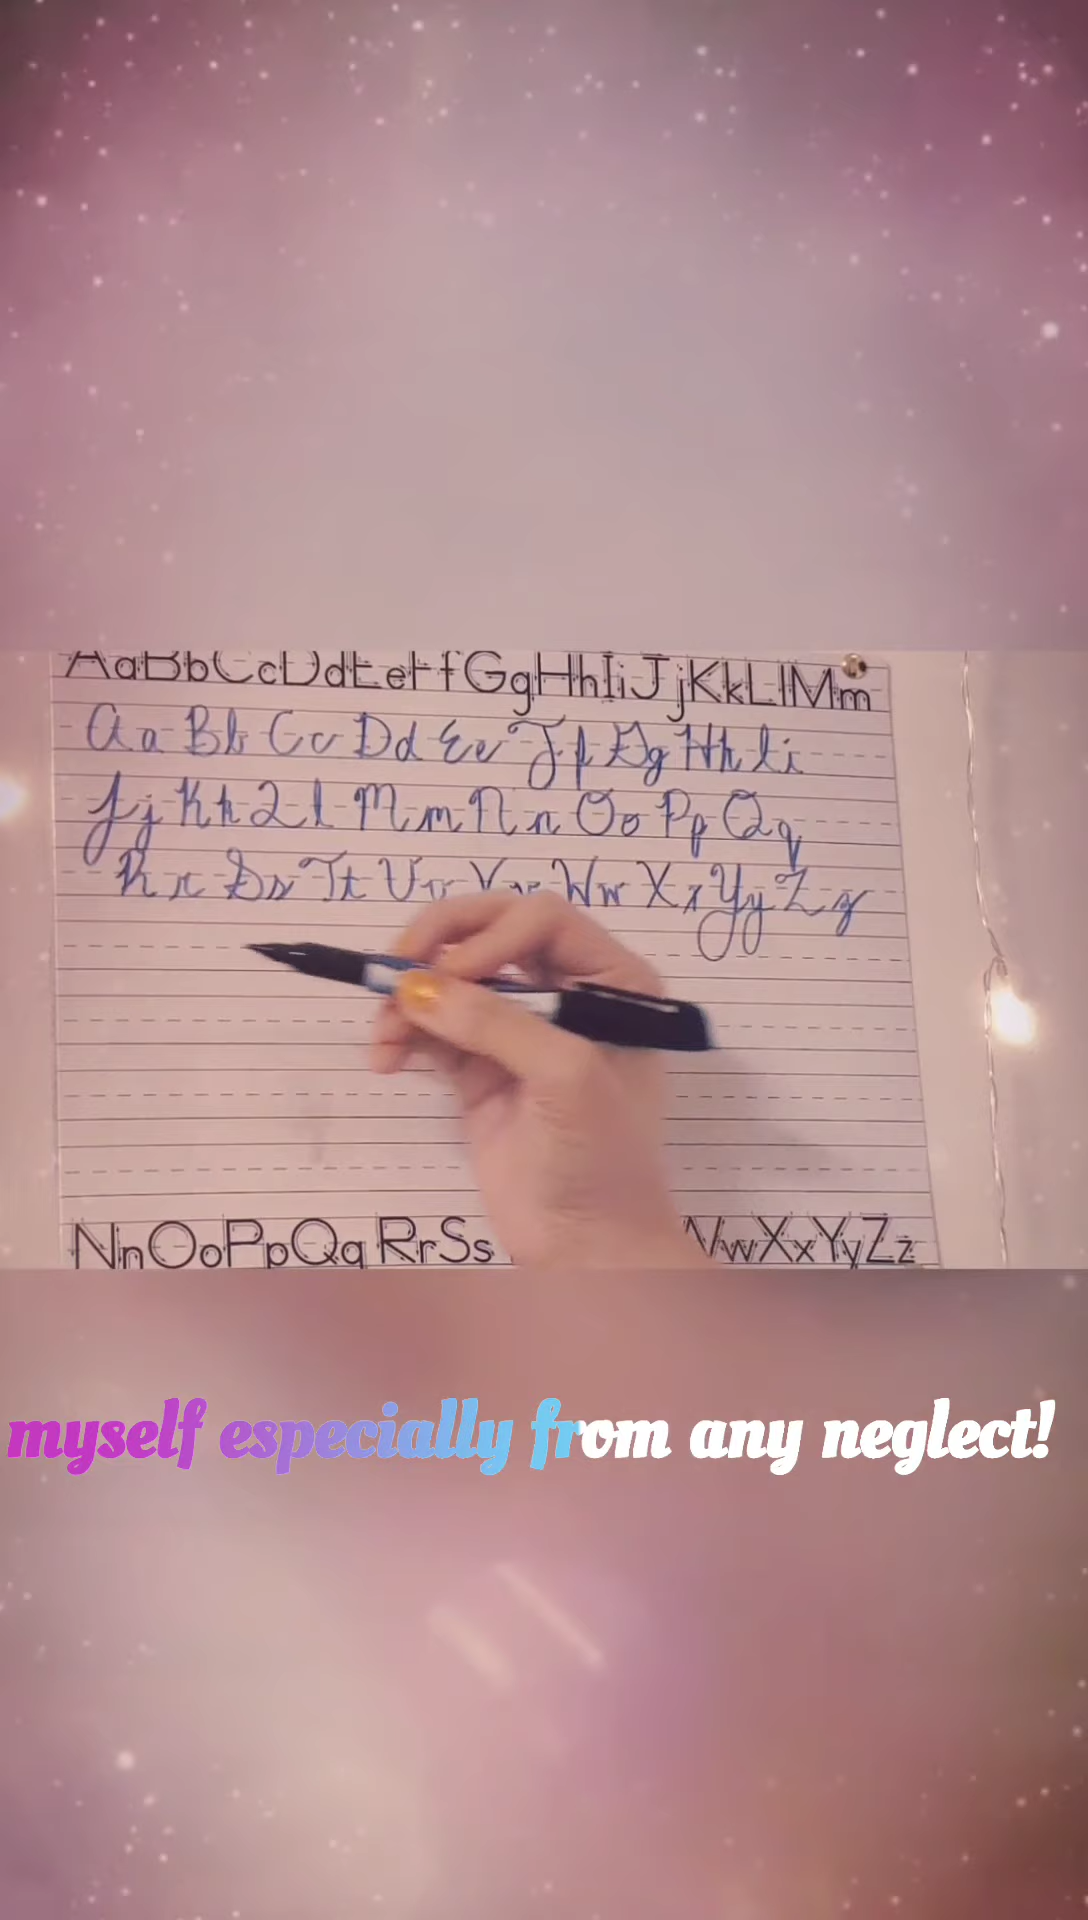 AaBbCcDdEeFfGgHhIiJjKkLlMm
Aa Bb Cc Dd Ee Ff Gg Hh Ii
Jj Kk Ll Mm Nn Oo Pp Qq
Rr Ss Tt Uu Vv Ww Xx Yy Zz
NnOoPpQqRrSs WwXxYyZz
myself especially from any neglect!